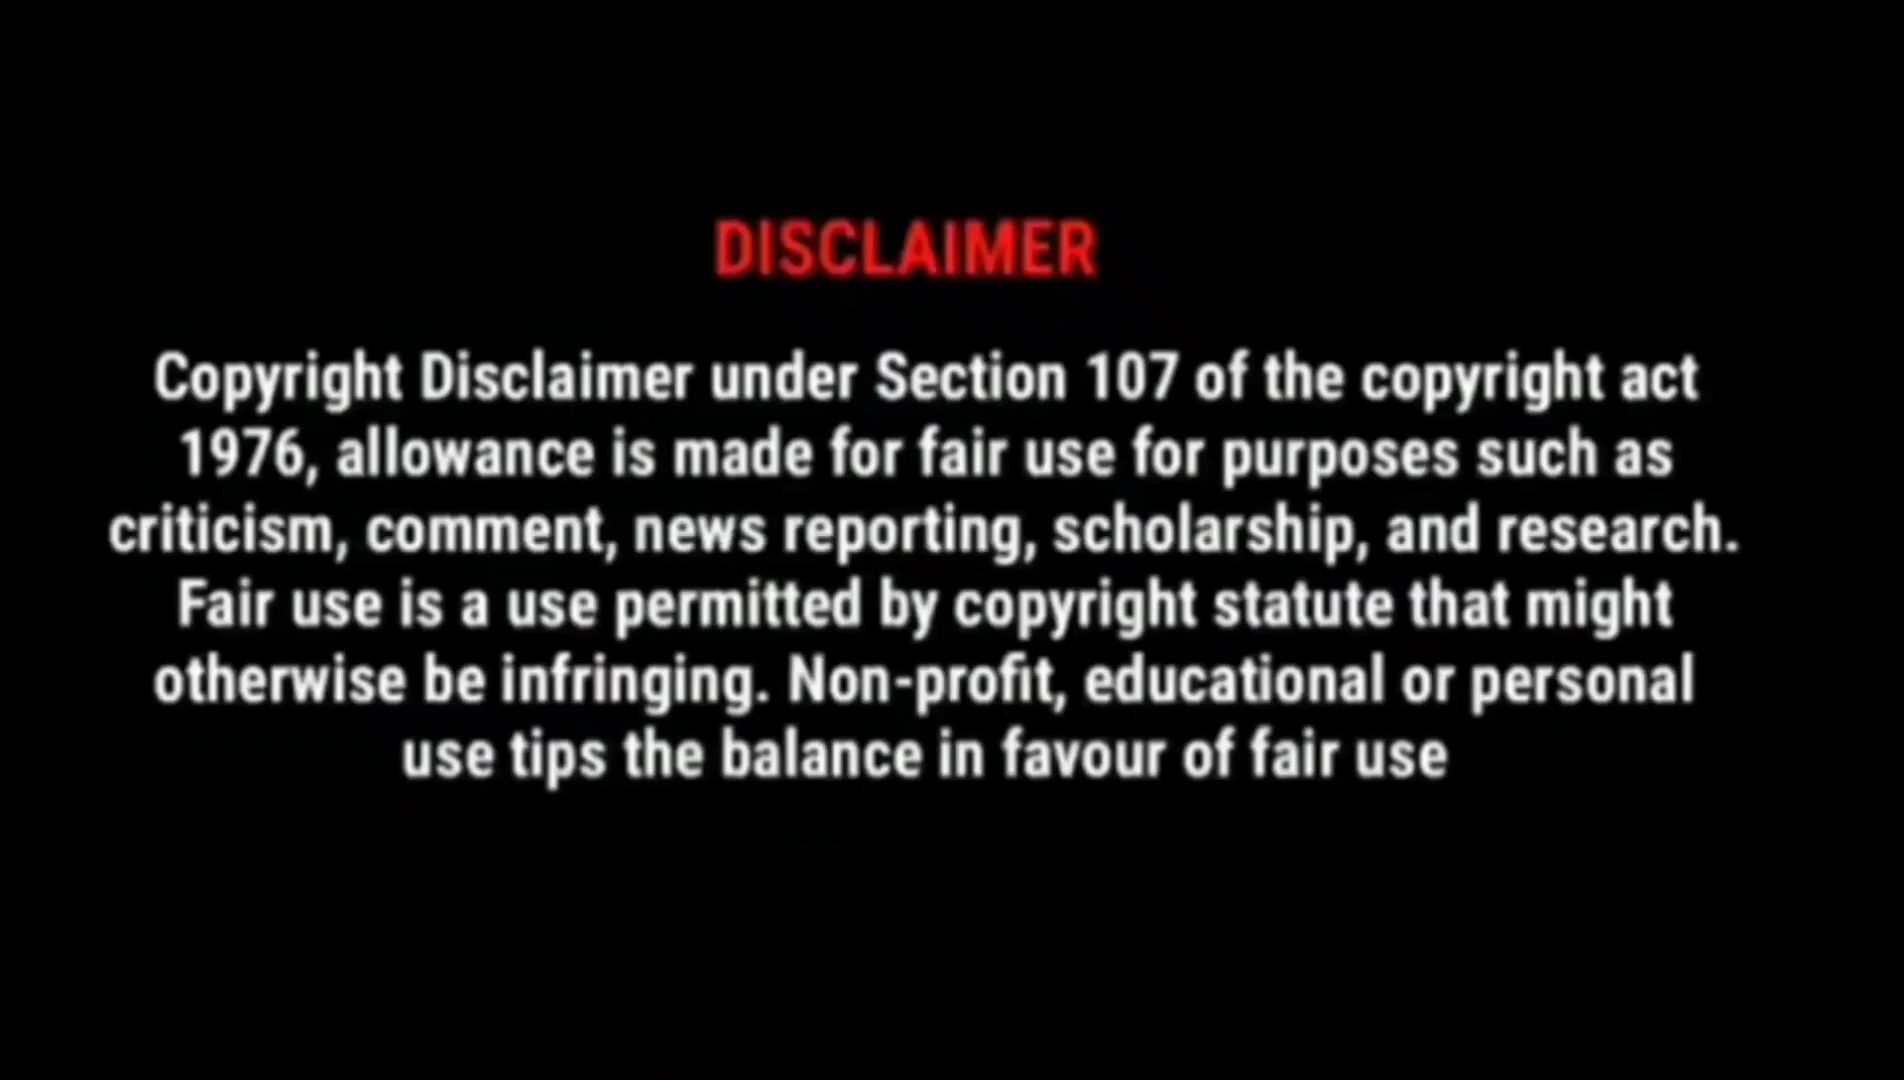 DISCLAIMER
Copyright Disclaimer under Section 107 of the copyright act
1976, allowance is made for fair use for purposes such as
criticism, comment, news reporting, scholarship, and research.
Fair use is a use permitted by copyright statute that might
otherwise be infringing. Non-profit, educational or personal
use tips the balance in favour of fair use